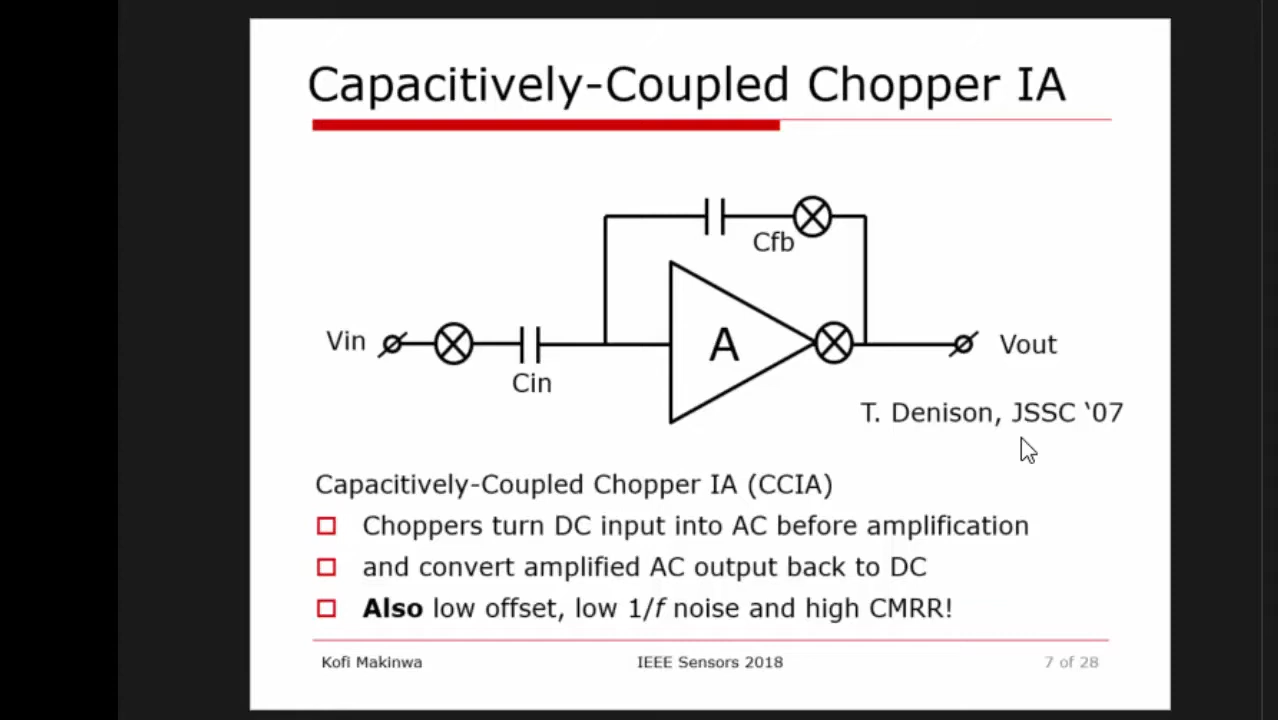 Capacitively-Coupled Chopper IA
Cfb
Vin
A
Vout
Cin
T. Denison, JSSC ‘07
Capacitively-Coupled Chopper IA (CCIA)
Choppers turn DC input into AC before amplification
and convert amplified AC output back to DC
Also low offset, low 1/f noise and high CMRR!
Kofi Makinwa
IEEE Sensors 2018
7 of 28